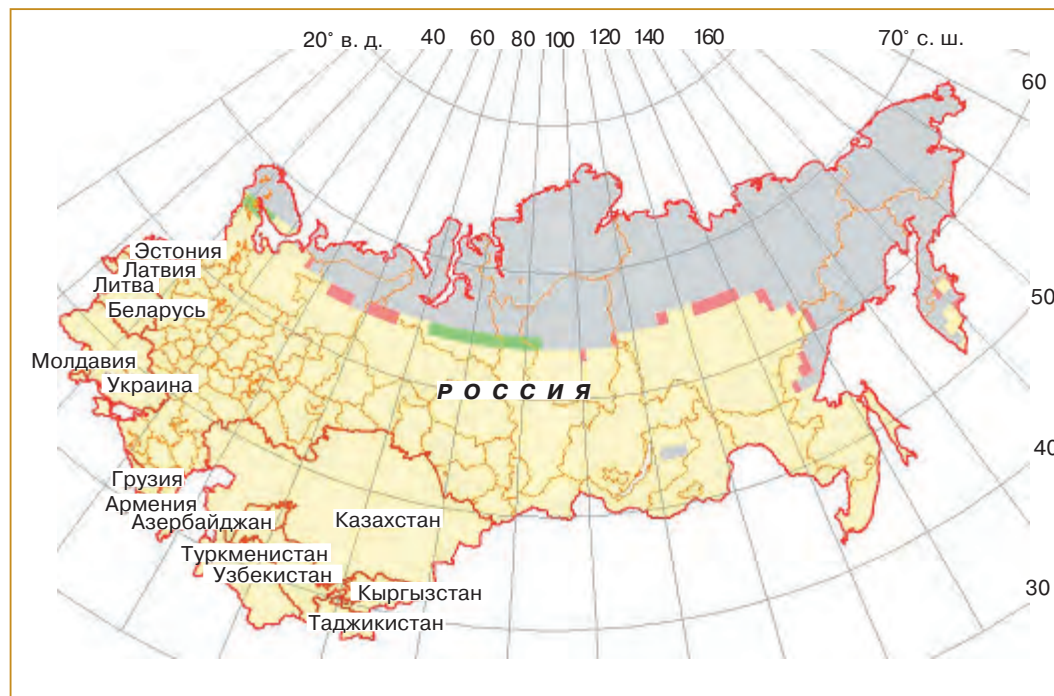 20° в. д. 40 60 80 100 120 140 160 70° с. ш.
60
Эстония
Латвия
Литва
50
Беларусь
Молдавия
Украина
РОССИЯ
40
Грузия
Армения
Азербайджан
Казахстан
Туркменистан
Узбекистан
30
Кыргызстан
Таджикистан